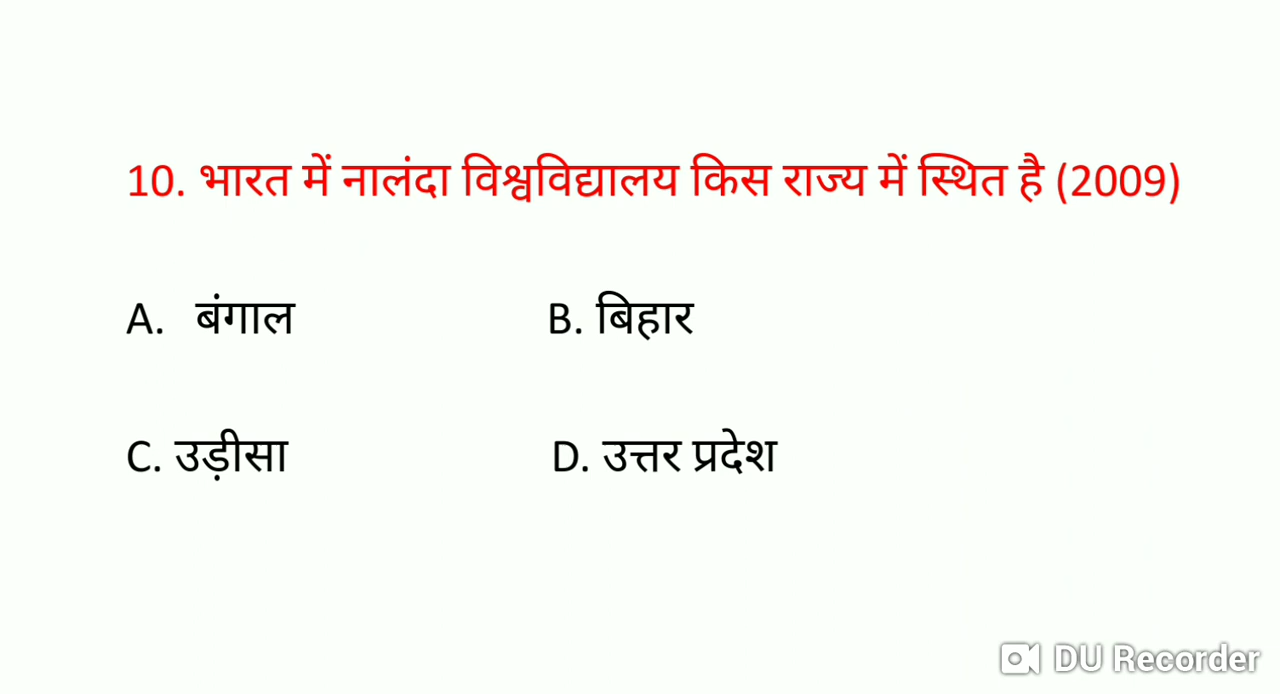 10. भारत में नालंदा विश्वविद्यालय किस राज्य में स्थित है (2009)
A. बंगाल B. बिहार
C. उड़ीसा D. उत्तर प्रदेश
DU Recorder